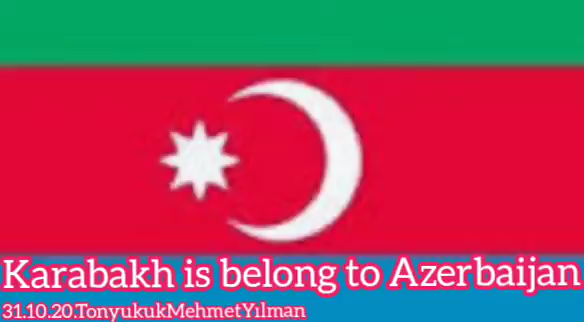 Karabakh is belong to Azerbaijan
31.10.20.TonyukukMehmetYılman